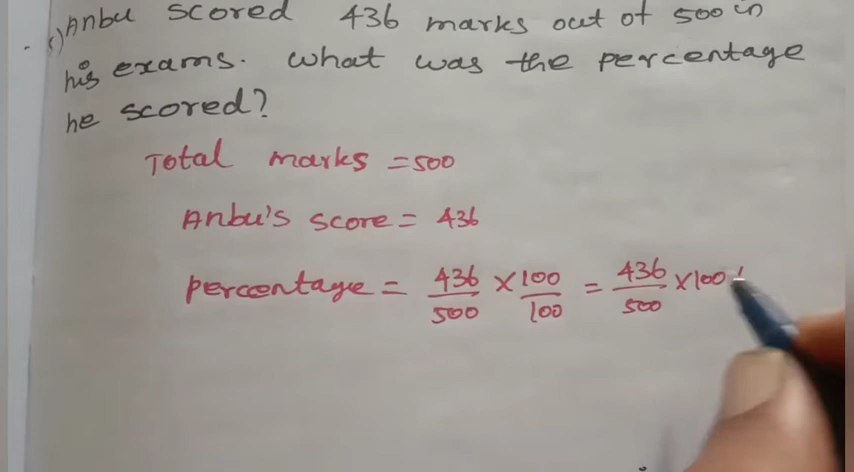 i) Anbu scored 436 marks out of 500 in
his exams. What was the percentage
he scored?
Total marks = 500
Anbu's score = 436
percentage = 436/500 × 100/100 = 436/500 × 100